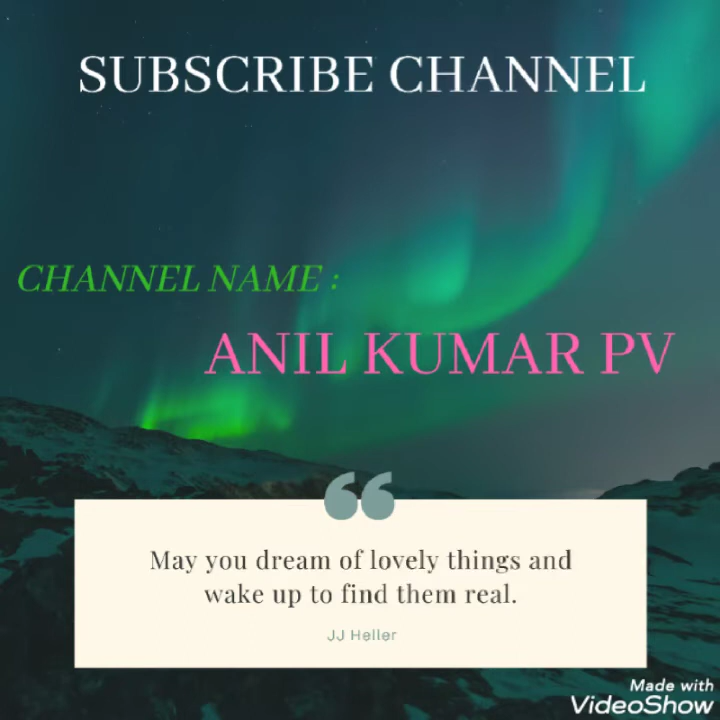 SUBSCRIBE CHANNEL
CHANNEL NAME :
ANIL KUMAR PV
❝
May you dream of lovely things and
wake up to find them real.
JJ Heller
Made with
VideoShow